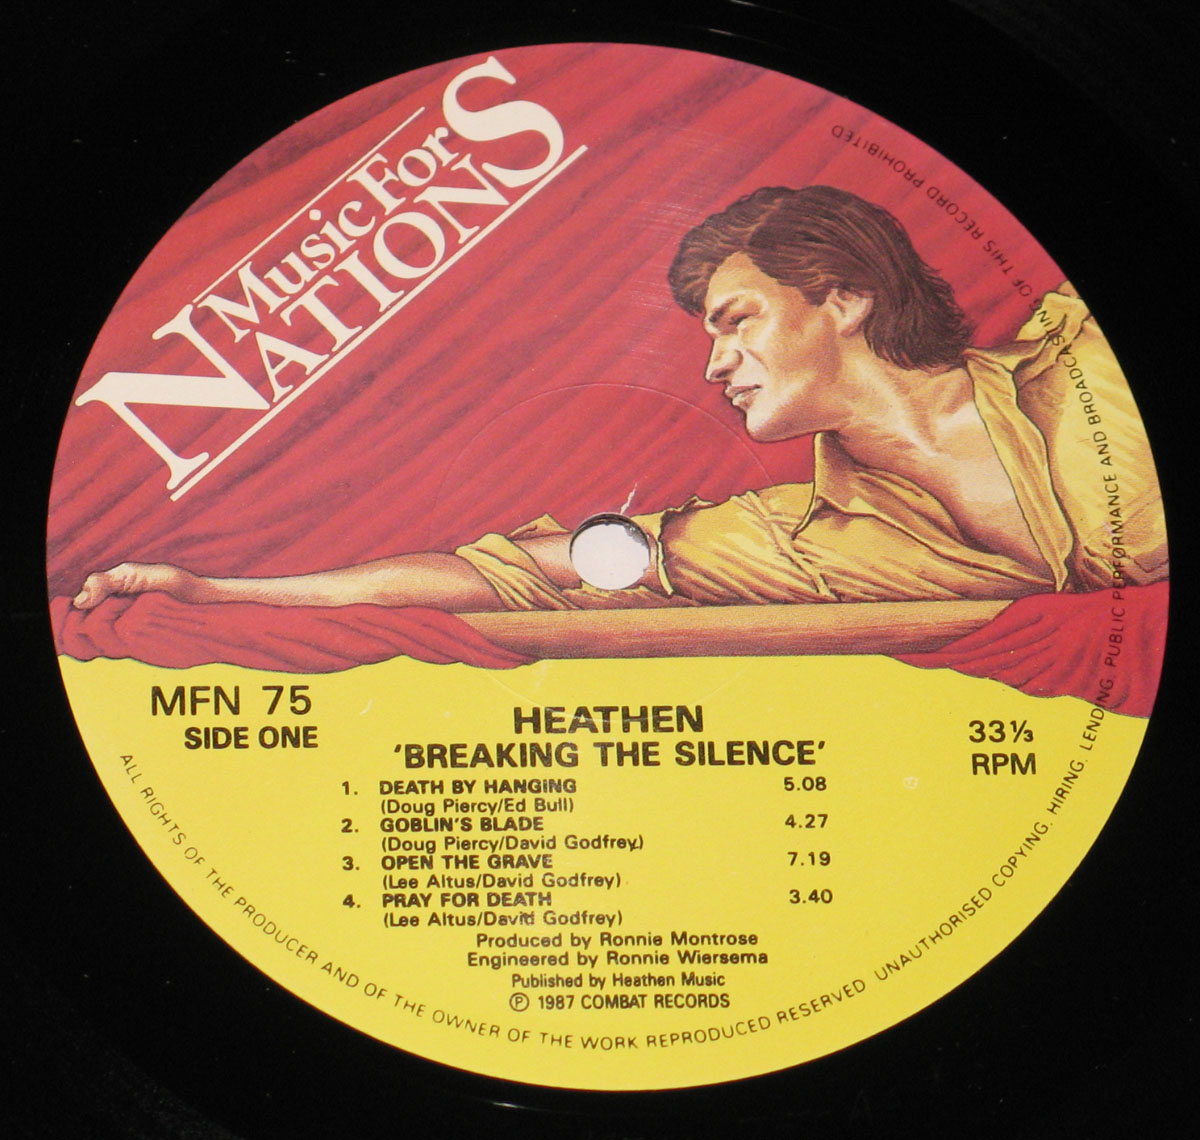 Music For
NATIONS
MFN 75
SIDE ONE
HEATHEN
'BREAKING THE SILENCE'
33⅓
RPM
1. DEATH BY HANGING 5.08
(Doug Piercy/Ed Bull)
2. GOBLIN'S BLADE 4.27
(Doug Piercy/David Godfrey)
3. OPEN THE GRAVE 7.19
(Lee Altus/David Godfrey)
4. PRAY FOR DEATH 3.40
(Lee Altus/David Godfrey)
Produced by Ronnie Montrose
Engineered by Ronnie Wiersema
Published by Heathen Music
Ⓟ 1987 COMBAT RECORDS
ALL RIGHTS OF THE PRODUCER AND OF THE OWNER OF THE WORK REPRODUCED RESERVED UNAUTHORISED COPYING. HIRING. LENDING. PUBLIC PERFORMANCE AND BROADCASTING OF THIS RECORD PROHIBITED